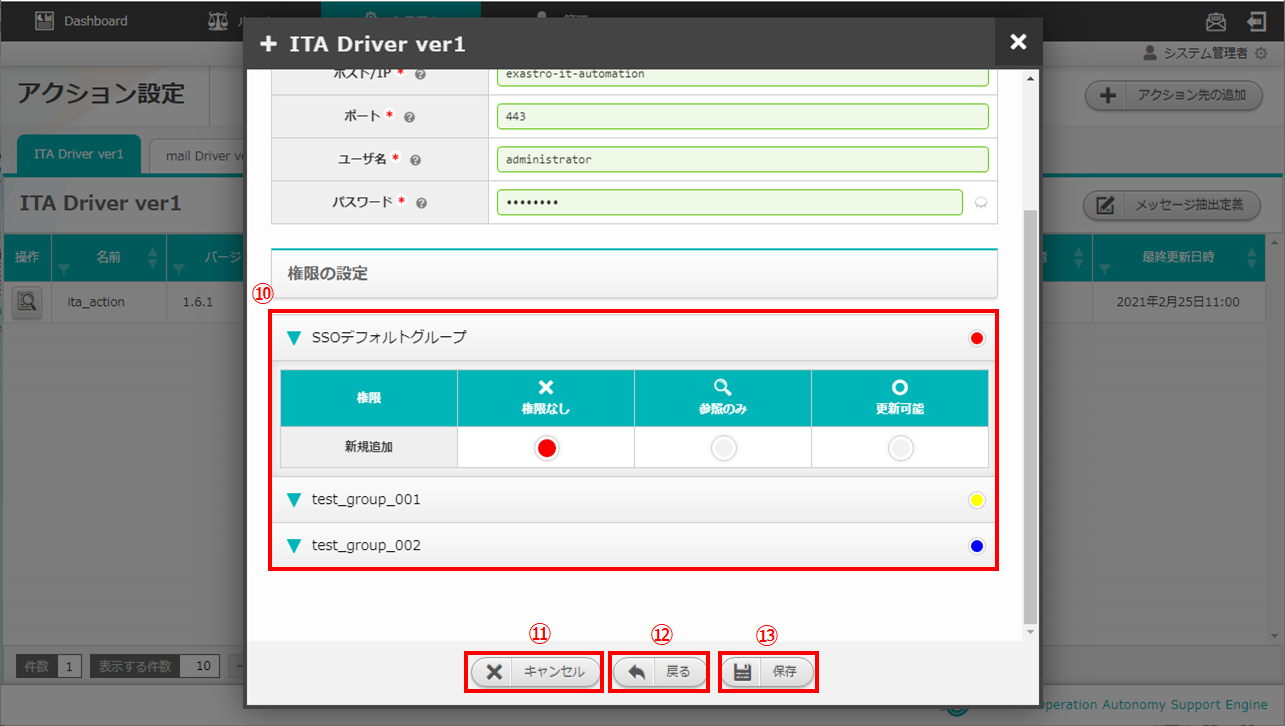 Dashboard
システム管理者
アクション設定
アクション先の追加
ITA Driver ver1
mail Driver ve
ITA Driver ver1
メッセージ抽出定義
操作
名前
バージ
最終更新日時
ita_action
1.6.1
2021年2月25日11:00
+ ITA Driver ver1
ホスト/IP * ?
exastro-it-automation
ポート * ?
443
ユーザ名 * ?
administrator
パスワード * ?
••••••••
権限の設定
⑩
SSOデフォルトグループ
権限
権限なし
参照のみ
更新可能
新規追加
test_group_001
test_group_002
⑪
⑫
⑬
キャンセル
戻る
保存
件数
1
表示する件数
10
peration Autonomy Support Engine